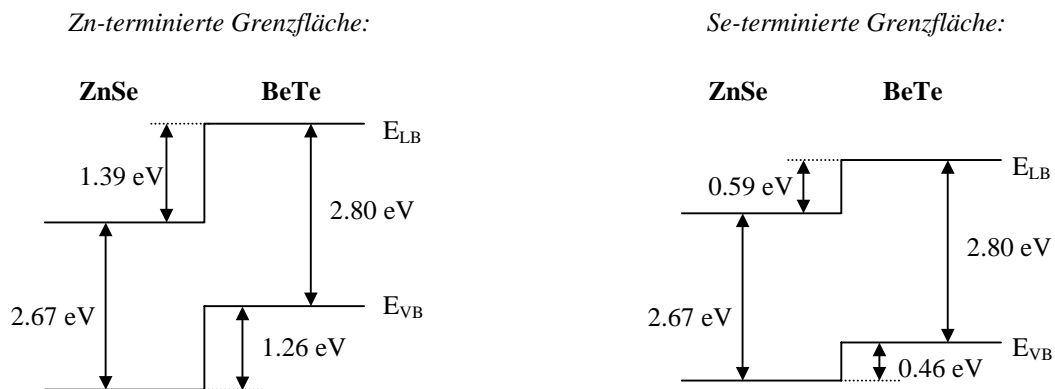 Zn-terminierte Grenzfläche:
ZnSe BeTe
E_LB
1.39 eV
2.80 eV
2.67 eV
E_VB
1.26 eV
Se-terminierte Grenzfläche:
ZnSe BeTe
E_LB
0.59 eV
2.80 eV
2.67 eV
E_VB
0.46 eV